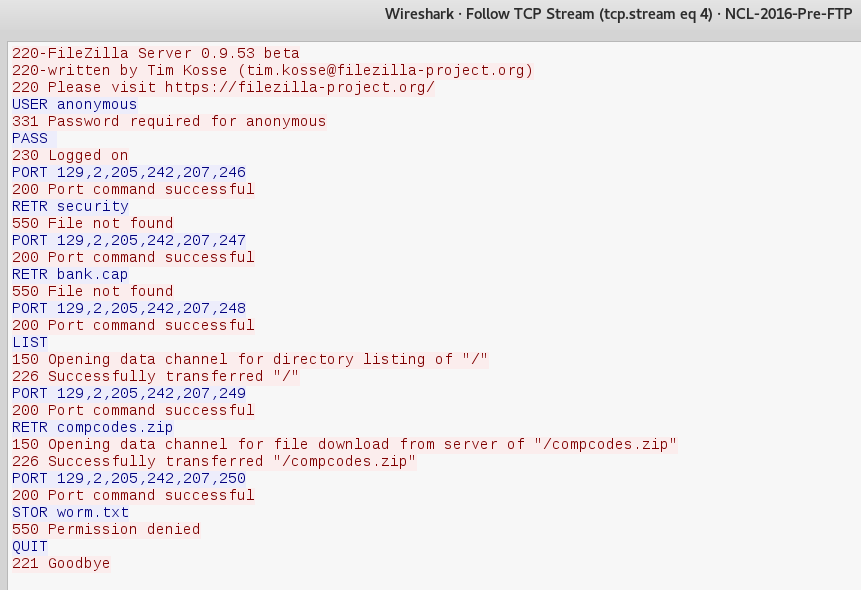 Wireshark · Follow TCP Stream (tcp.stream eq 4) · NCL-2016-Pre-FTP
220-FileZilla Server 0.9.53 beta
220-written by Tim Kosse (tim.kosse@filezilla-project.org)
220 Please visit https://filezilla-project.org/
USER anonymous
331 Password required for anonymous
PASS
230 Logged on
PORT 129,2,205,242,207,246
200 Port command successful
RETR security
550 File not found
PORT 129,2,205,242,207,247
200 Port command successful
RETR bank.cap
550 File not found
PORT 129,2,205,242,207,248
200 Port command successful
LIST
150 Opening data channel for directory listing of "/"
226 Successfully transferred "/"
PORT 129,2,205,242,207,249
200 Port command successful
RETR compcodes.zip
150 Opening data channel for file download from server of "/compcodes.zip"
226 Successfully transferred "/compcodes.zip"
PORT 129,2,205,242,207,250
200 Port command successful
STOR worm.txt
550 Permission denied
QUIT
221 Goodbye